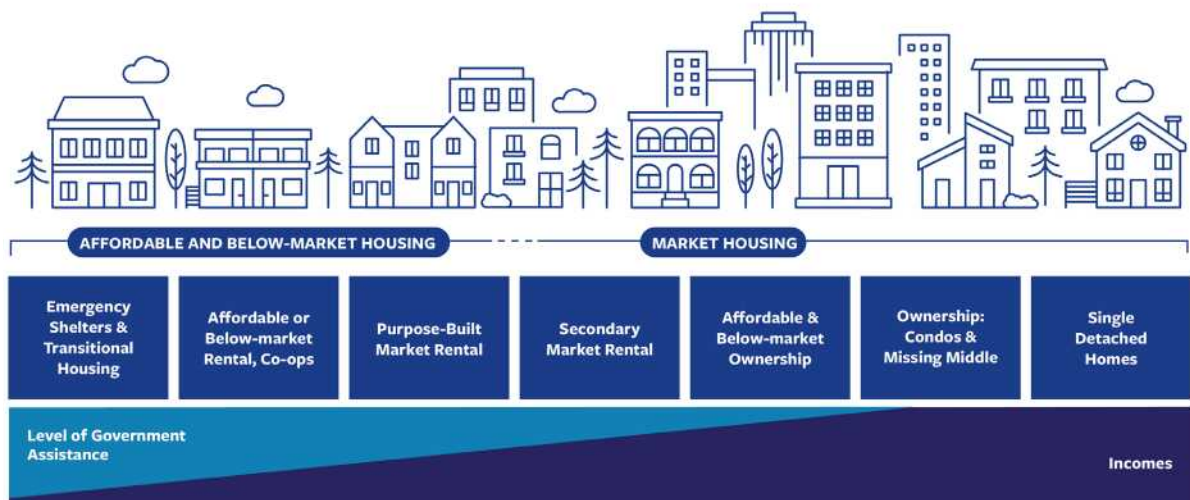 AFFORDABLE AND BELOW-MARKET HOUSING
MARKET HOUSING
Emergency
Shelters &
Transitional
Housing
Affordable or
Below-market
Rental, Co-ops
Purpose-Built
Market Rental
Secondary
Market Rental
Affordable &
Below-market
Ownership
Ownership:
Condos &
Missing Middle
Single
Detached
Homes
Level of Government
Assistance
Incomes